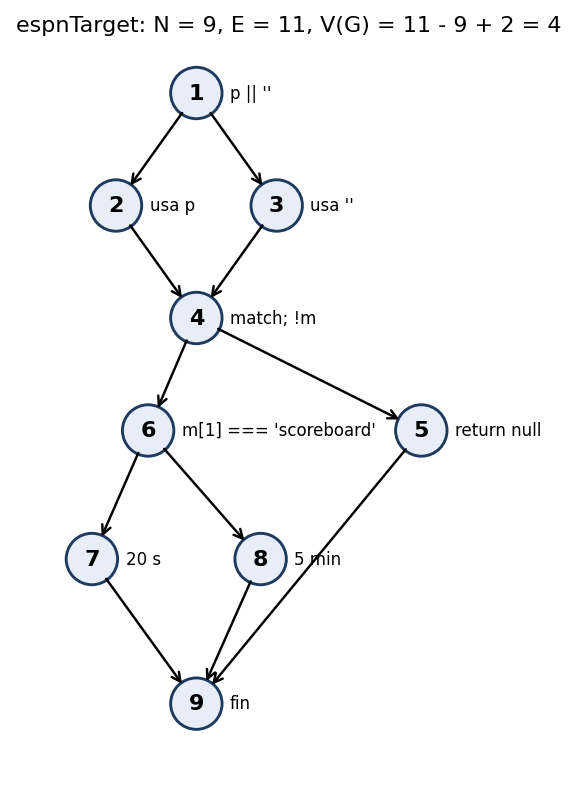 espnTarget: N = 9, E = 11, V(G) = 11 - 9 + 2 = 4
1 p || ''
2 usa p 3 usa ''
4 match; !m
6 m[1] === 'scoreboard' 5 return null
7 20 s 8 5 min
9 fin